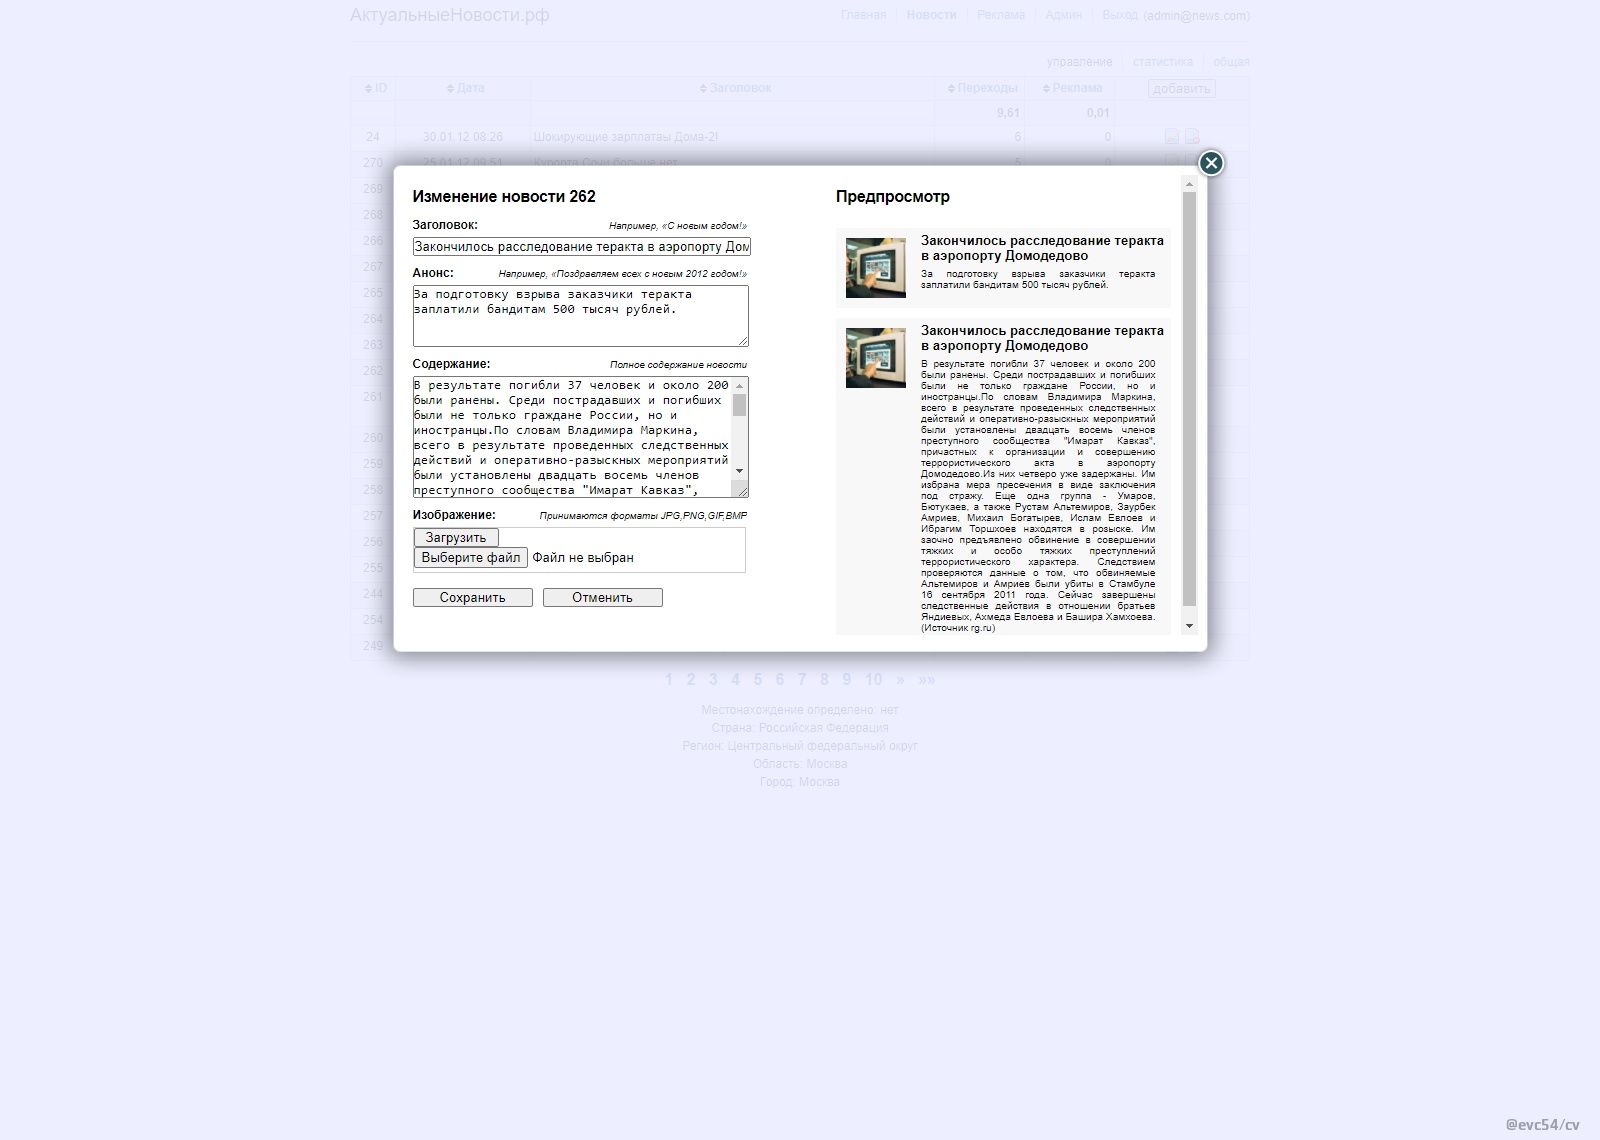 АктуальныеНовости.рф
Главная Новости Реклама Админ Выход (admin@news.com)
управление статистика общая
ID Дата Заголовок Переходы Реклама добавить
9,61 0,01
24 30.01.12 08:26 Шокирующие зарплатаы Дома-2! 6 0
270 25.01.12 09:51 Курорта Сочи больше нет 5 0
269
268
266
267
265
264
263
262
261
260
259
258
257
256
255
244
254
249
Изменение новости 262
Заголовок: Например, «С новым годом!»
Закончилось расследование теракта в аэропорту Дом
Анонс: Например, «Поздравляем всех с новым 2012 годом!»
За подготовку взрыва заказчики теракта
заплатили бандитам 500 тысяч рублей.
Содержание: Полное содержание новости
В результате погибли 37 человек и около 200
были ранены. Среди пострадавших и погибших
были не только граждане России, но и
иностранцы.По словам Владимира Маркина,
всего в результате проведенных следственных
действий и оперативно-разыскных мероприятий
были установлены двадцать восемь членов
преступного сообщества "Имарат Кавказ",
Изображение: Принимаются форматы JPG,PNG,GIF,BMP
Загрузить
Выберите файл Файл не выбран
Сохранить Отменить
Предпросмотр
Закончилось расследование теракта
в аэропорту Домодедово
За подготовку взрыва заказчики теракта
заплатили бандитам 500 тысяч рублей.
Закончилось расследование теракта
в аэропорту Домодедово
В результате погибли 37 человек и около 200
были ранены. Среди пострадавших и погибших
были не только граждане России, но и
иностранцы.По словам Владимира Маркина,
всего в результате проведенных следственных
действий и оперативно-разыскных мероприятий
были установлены двадцать восемь членов
преступного сообщества "Имарат Кавказ",
причастных к организации и совершению
террористического акта в аэропорту
Домодедово.Из них четверо уже задержаны. Им
избрана мера пресечения в виде заключения
под стражу. Еще одна группа - Умаров,
Бютукаев, а также Рустам Альтемиров, Заурбек
Амриев, Михаил Богатырев, Ислам Евлоев и
Ибрагим Торшхоев находятся в розыске. Им
заочно предъявлено обвинение в совершении
тяжких и особо тяжких преступлений
террористического характера. Следствием
проверяются данные о том, что обвиняемые
Альтемиров и Амриев были убиты в Стамбуле
16 сентября 2011 года. Сейчас завершены
следственные действия в отношении братьев
Яндиевых, Ахмеда Евлоева и Башира Хамхоева.
(Источник rg.ru)
1 2 3 4 5 6 7 8 9 10 » »»
Местонахождение определено: нет
Страна: Российская Федерация
Регион: Центральный федеральный округ
Область: Москва
Город: Москва
@evc54/cv